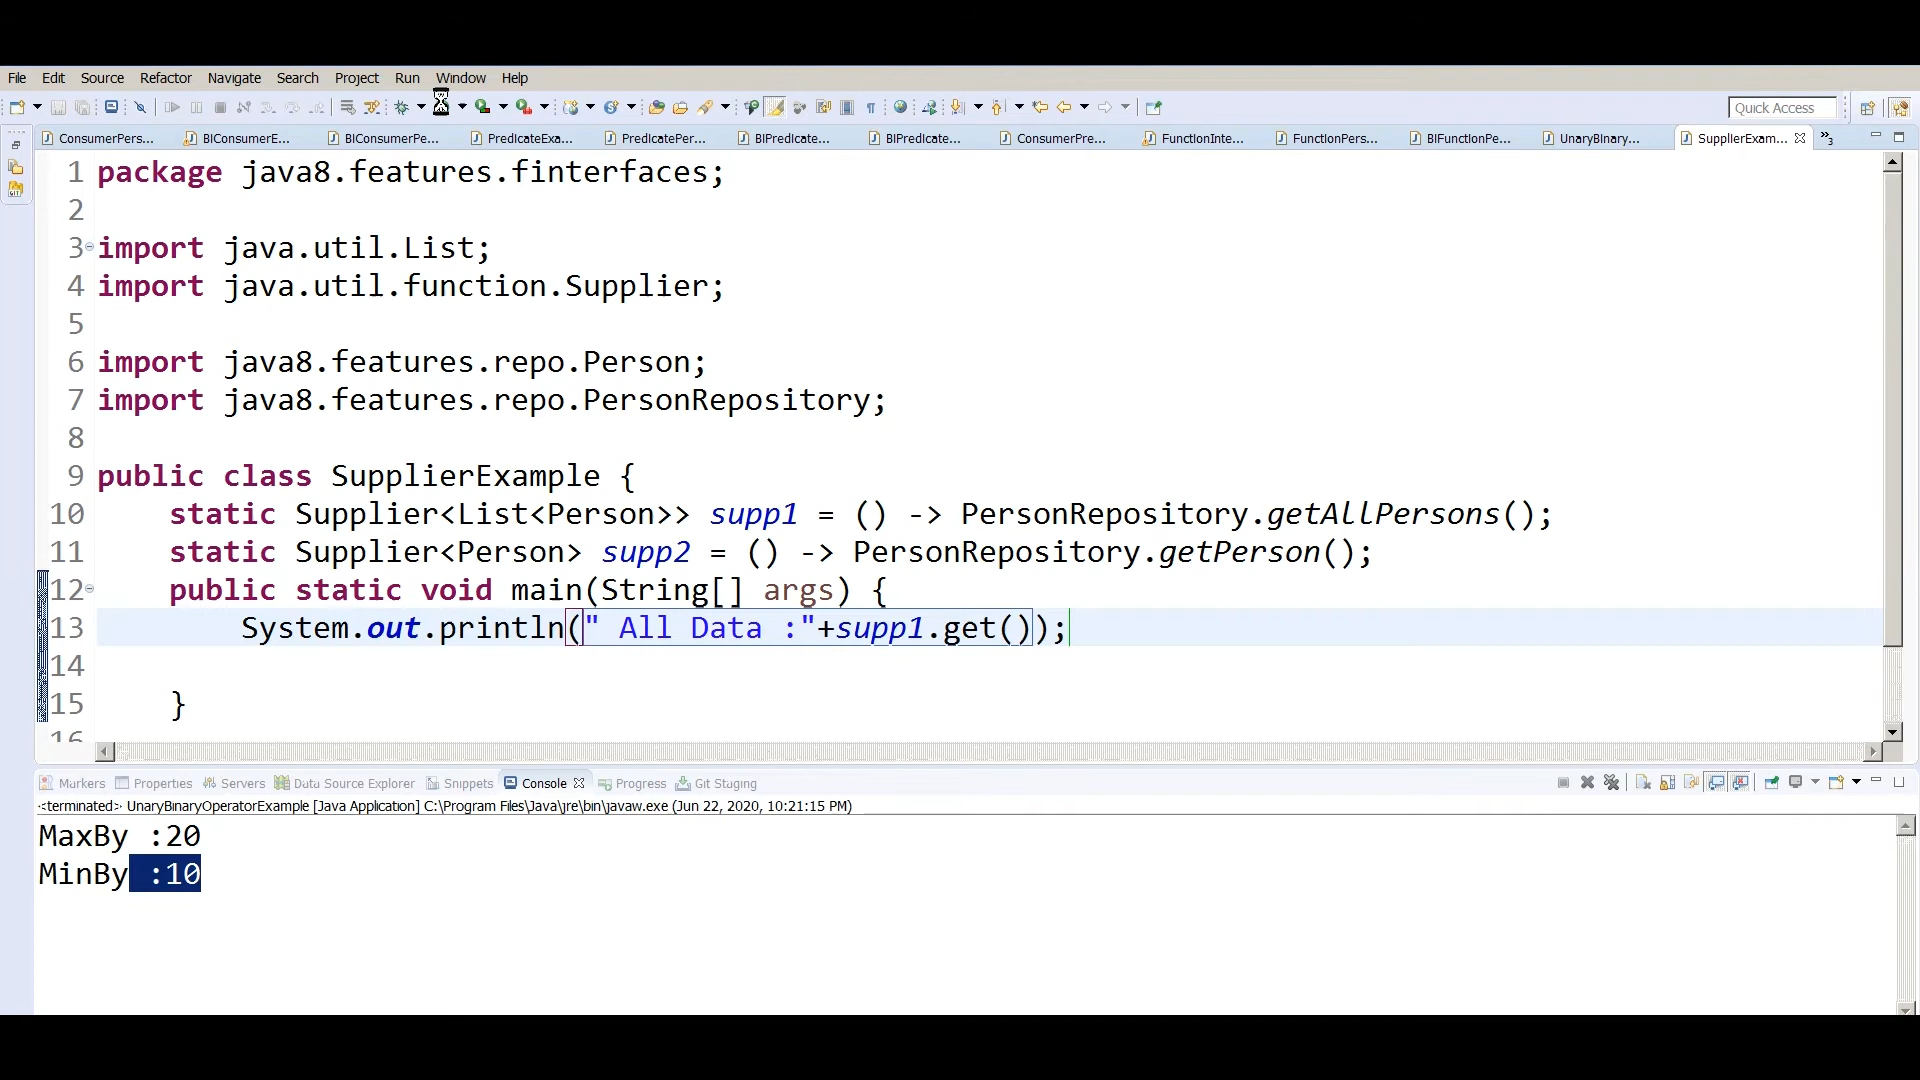 File Edit Source Refactor Navigate Search Project Run Window Help
Quick Access
ConsumerPers... BIConsumerE... BIConsumerPe... PredicateExa... PredicatePer... BIPredicate... BIPredicate... ConsumerPre... FunctionInte... FunctionPers... BIFunctionPe... UnaryBinary... SupplierExam... »3
1 package java8.features.finterfaces;
2
3 import java.util.List;
4 import java.util.function.Supplier;
5
6 import java8.features.repo.Person;
7 import java8.features.repo.PersonRepository;
8
9 public class SupplierExample {
10 static Supplier<List<Person>> supp1 = () -> PersonRepository.getAllPersons();
11 static Supplier<Person> supp2 = () -> PersonRepository.getPerson();
12 public static void main(String[] args) {
13 System.out.println(" All Data :"+supp1.get());
14
15 }
16
Markers Properties Servers Data Source Explorer Snippets Console Progress Git Staging
<terminated> UnaryBinaryOperatorExample [Java Application] C:\Program Files\Java\jre\bin\javaw.exe (Jun 22, 2020, 10:21:15 PM)
MaxBy :20
MinBy :10